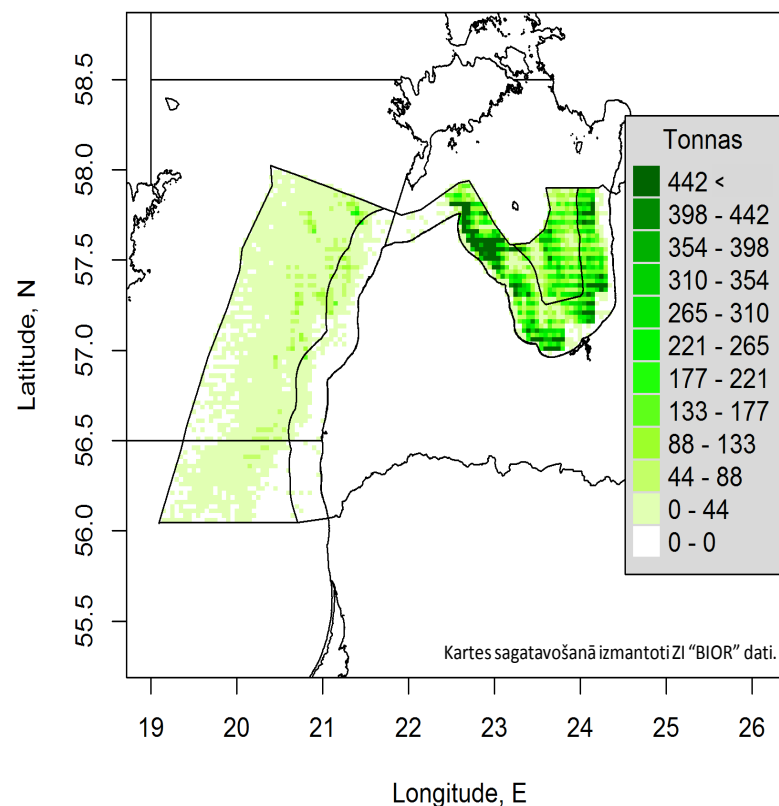 Latitude, N
58.5
58.0
57.5
57.0
56.5
56.0
55.5
Tonnas
442 <
398 - 442
354 - 398
310 - 354
265 - 310
221 - 265
177 - 221
133 - 177
88 - 133
44 - 88
0 - 44
0 - 0
Kartes sagatavošanā izmantoti ZI “BIOR” dati.
19 20 21 22 23 24 25 26
Longitude, E